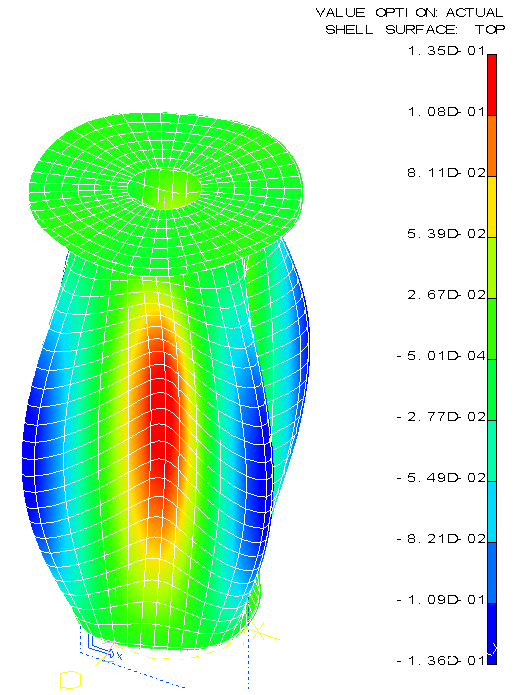 VALUE OPTION: ACTUAL
SHELL SURFACE: TOP
1.35D-01
1.08D-01
8.11D-02
5.39D-02
2.67D-02
-5.01D-04
-2.77D-02
-5.49D-02
-8.21D-02
-1.09D-01
-1.36D-01
X